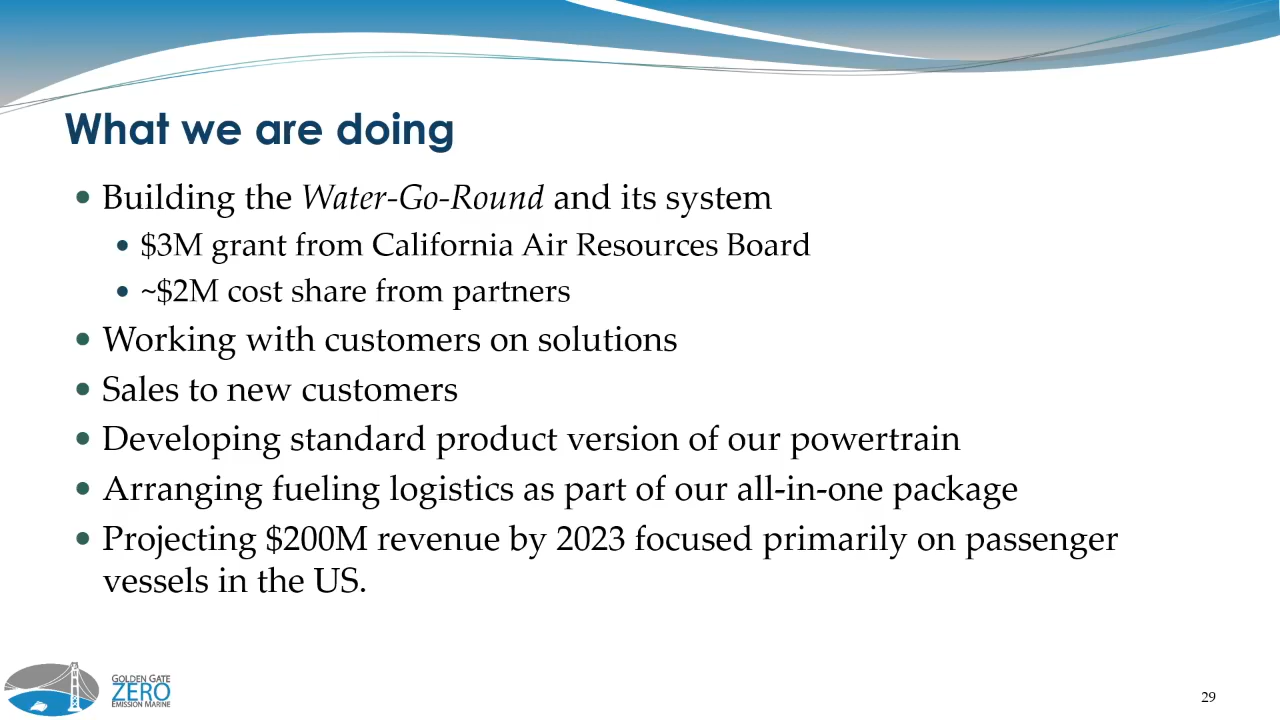 What we are doing
• Building the Water-Go-Round and its system
• $3M grant from California Air Resources Board
• ~$2M cost share from partners
• Working with customers on solutions
• Sales to new customers
• Developing standard product version of our powertrain
• Arranging fueling logistics as part of our all-in-one package
• Projecting $200M revenue by 2023 focused primarily on passenger
vessels in the US.
GOLDEN GATE
ZERO
EMISSION MARINE
29